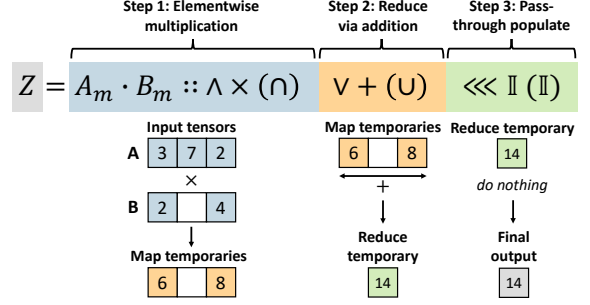 Step 1: Elementwise multiplication
Step 2: Reduce via addition
Step 3: Pass-through populate
Z = A_m · B_m :: ∧ × (∩) ∨ + (∪) ⋘ 𝕀 (𝕀)
Input tensors
A 3 7 2
×
B 2 4
Map temporaries
6 8
Map temporaries
6 8
+
Reduce temporary
14
Reduce temporary
14
do nothing
Final output
14